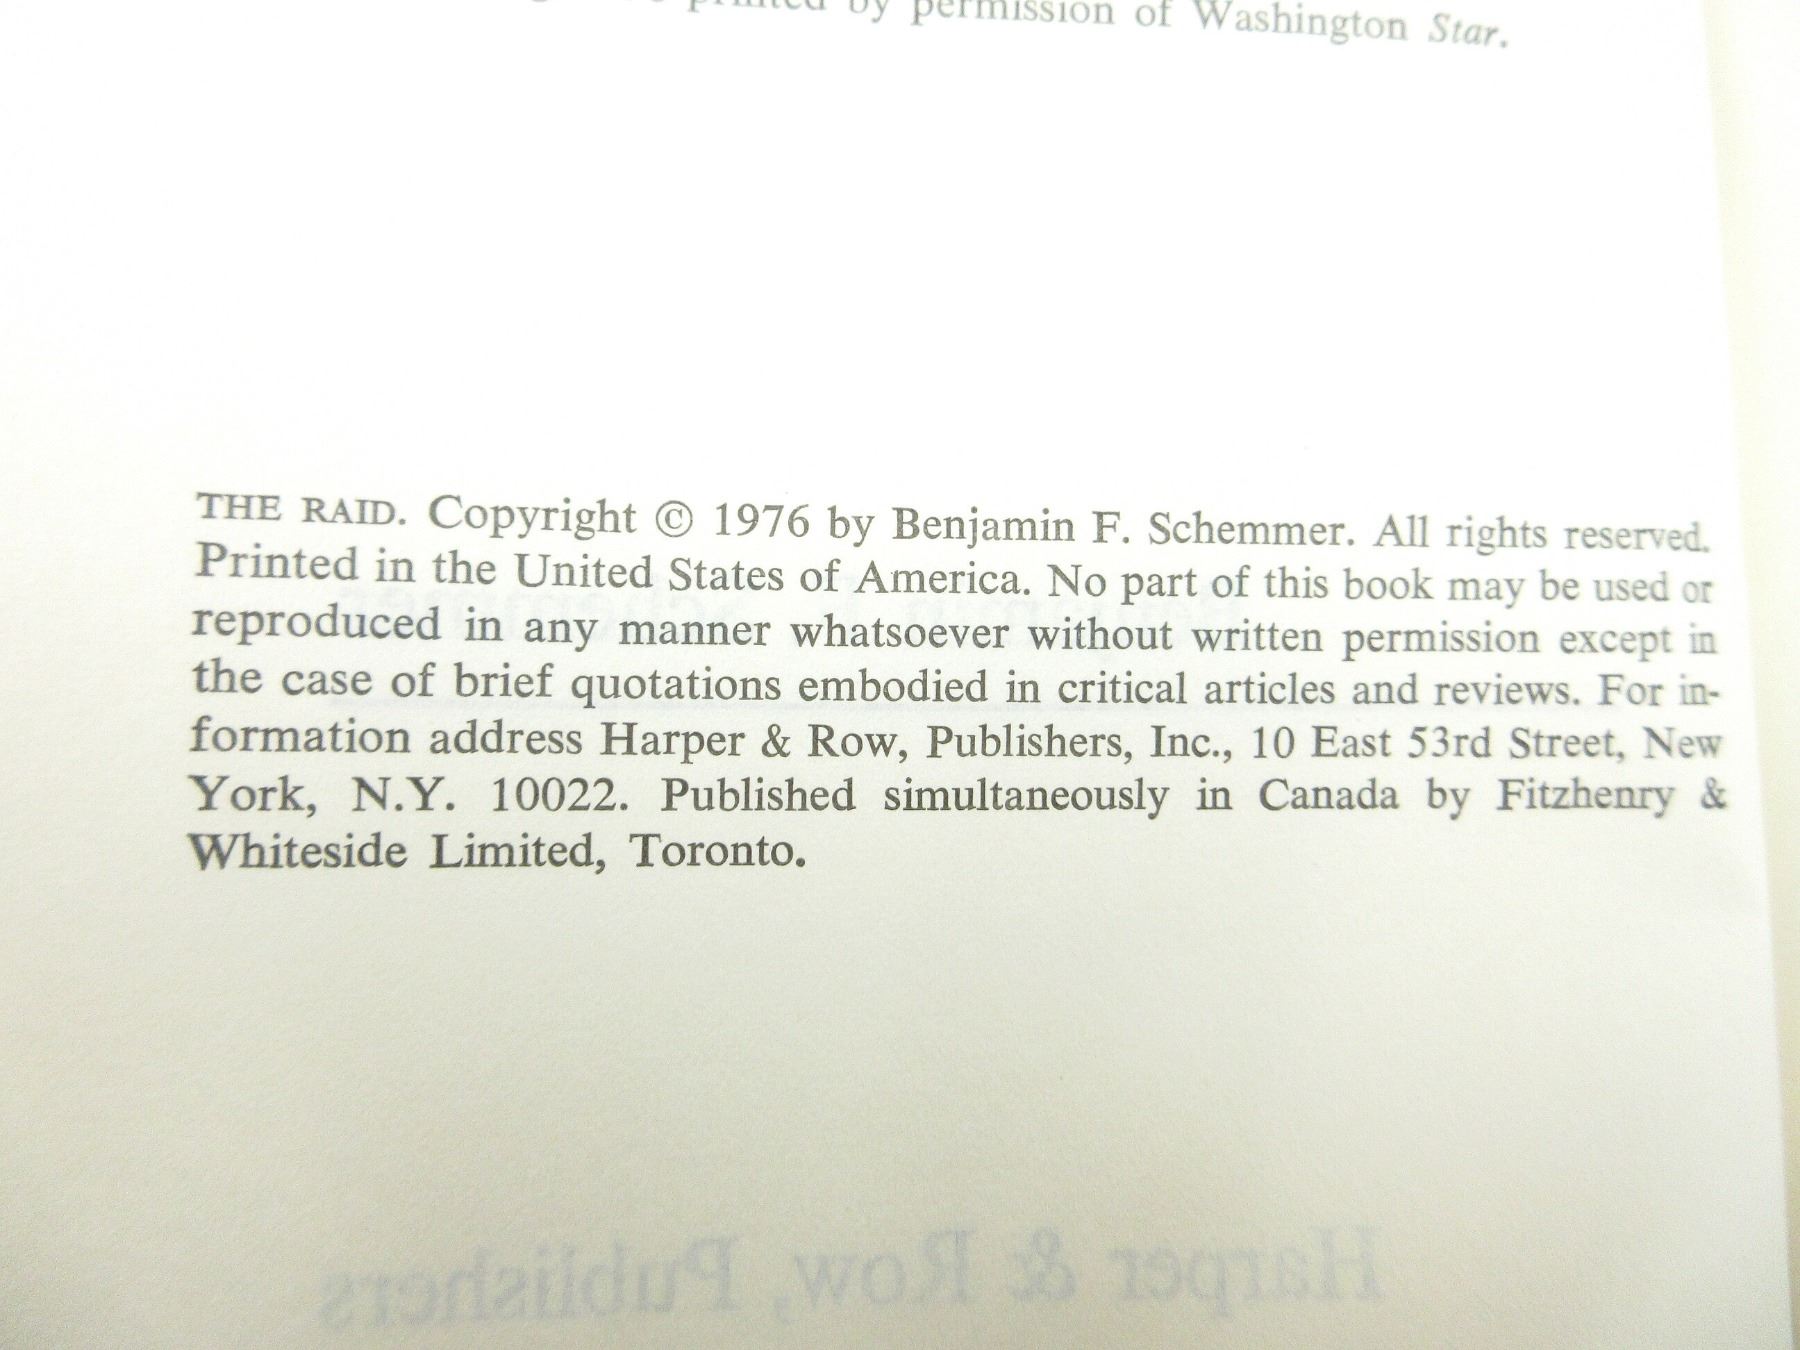 by permission of Washington Star.
THE RAID. Copyright © 1976 by Benjamin F. Schemmer. All rights reserved.
Printed in the United States of America. No part of this book may be used or
reproduced in any manner whatsoever without written permission except in
the case of brief quotations embodied in critical articles and reviews. For in-
formation address Harper & Row, Publishers, Inc., 10 East 53rd Street, New
York, N.Y. 10022. Published simultaneously in Canada by Fitzhenry &
Whiteside Limited, Toronto.
Harper & Row, Publishers